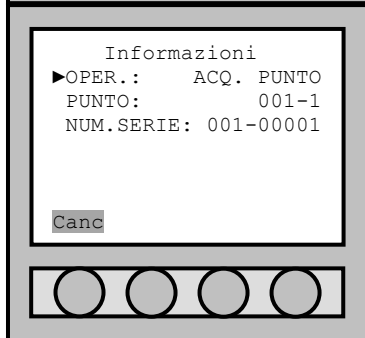 Informazioni
►OPER.: ACQ. PUNTO
PUNTO: 001-1
NUM.SERIE: 001-00001
Canc